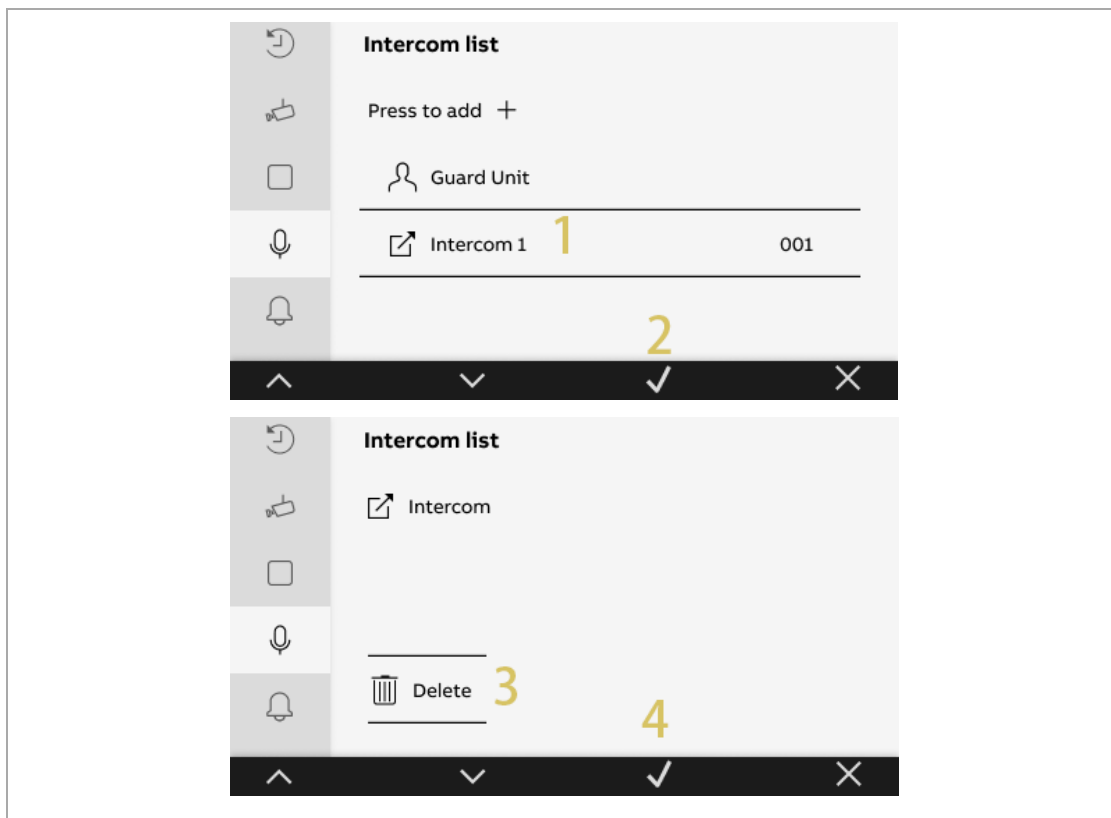 Intercom list
Press to add +
Guard Unit
Intercom 1 1 001
2
Intercom list
Intercom
Delete 3
4